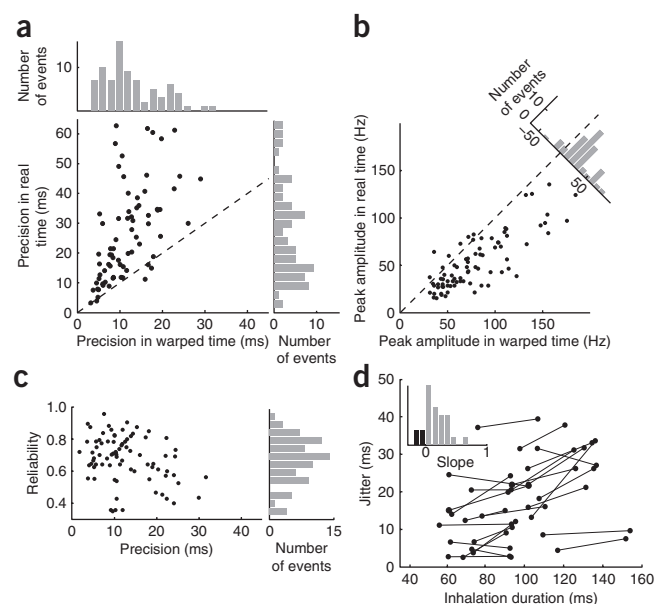 a
Number
of events
10
Precision in real
time (ms)
60
50
40
30
20
10
0
0 10 20 30 40
Precision in warped time (ms)
0 10
Number
of events
b
Number
of events
10
0
-50
50
Peak amplitude in real time (Hz)
150
100
50
0
0 50 100 150
Peak amplitude in warped time (Hz)
c
Reliability
1.0
0.8
0.6
0.4
0 10 20 30 40
Precision (ms)
0 15
Number
of events
d
Jitter (ms)
50
40
30
20
10
0
0 1
Slope
40 60 80 100 120 140 160
Inhalation duration (ms)